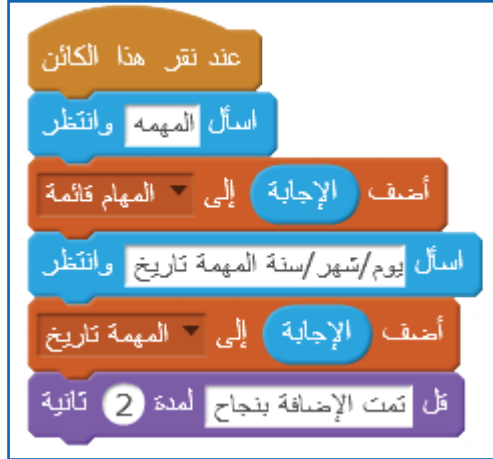 عند نقر هذا الكائن
اسأل المهمه وانتظر
أضف الإجابة إلى المهام قائمة
اسأل يوم/شهر/سنة المهمة تاريخ وانتظر
أضف الإجابة إلى المهمة تاريخ
قل تمت الإضافة بنجاح لمدة 2 ثانية